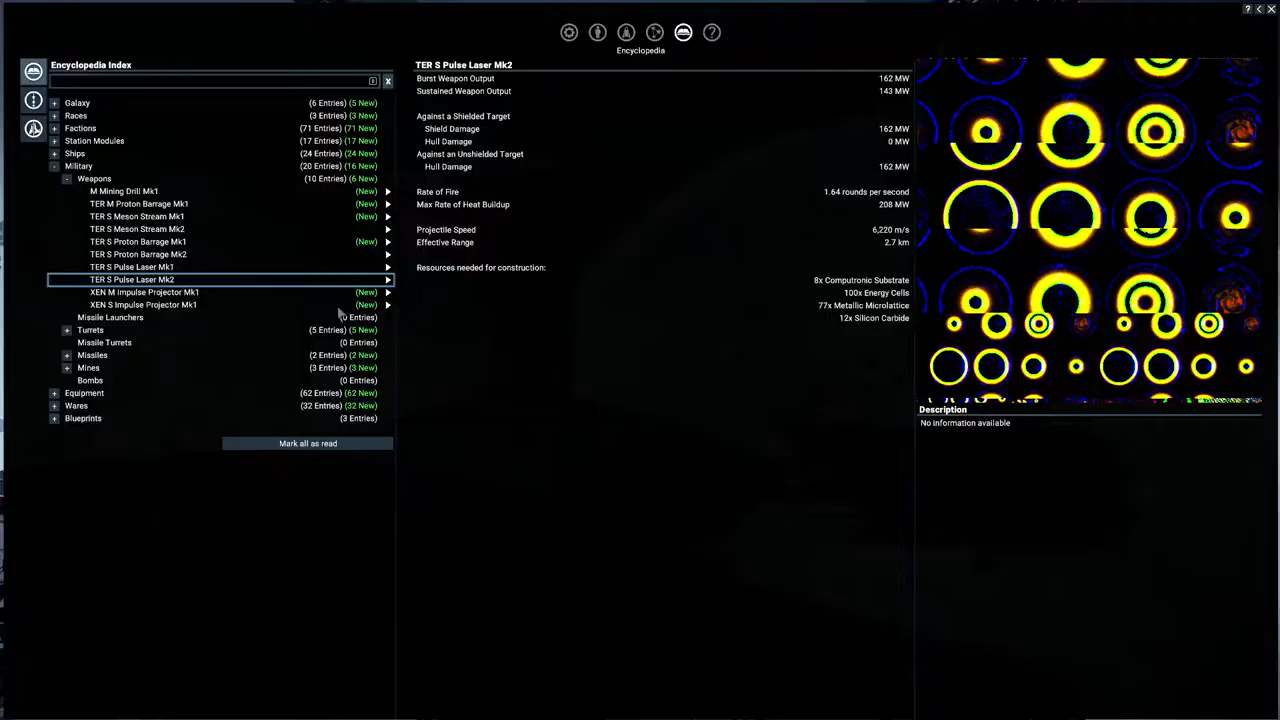 Encyclopedia
Encyclopedia Index
Galaxy (6 Entries) (5 New)
Races (3 Entries) (3 New)
Factions (71 Entries) (71 New)
Station Modules (17 Entries) (17 New)
Ships (24 Entries) (24 New)
Military (20 Entries) (16 New)
Weapons (10 Entries) (6 New)
M Mining Drill Mk1 (New)
TER M Proton Barrage Mk1 (New)
TER S Meson Stream Mk1 (New)
TER S Meson Stream Mk2
TER S Proton Barrage Mk1 (New)
TER S Proton Barrage Mk2
TER S Pulse Laser Mk1
TER S Pulse Laser Mk2
XEN M Impulse Projector Mk1 (New)
XEN S Impulse Projector Mk1 (New)
Missile Launchers (0 Entries)
Turrets (5 Entries) (5 New)
Missile Turrets (0 Entries)
Missiles (2 Entries) (2 New)
Mines (3 Entries) (3 New)
Bombs (0 Entries)
Equipment (62 Entries) (62 New)
Wares (32 Entries) (32 New)
Blueprints (3 Entries)
Mark all as read
TER S Pulse Laser Mk2
Burst Weapon Output 162 MW
Sustained Weapon Output 143 MW
Against a Shielded Target
Shield Damage 162 MW
Hull Damage 0 MW
Against an Unshielded Target
Hull Damage 162 MW
Rate of Fire 1.64 rounds per second
Max Rate of Heat Buildup 208 MW
Projectile Speed 6,220 m/s
Effective Range 2.7 km
Resources needed for construction:
8x Computronic Substrate
100x Energy Cells
77x Metallic Microlattice
12x Silicon Carbide
Description
No information available